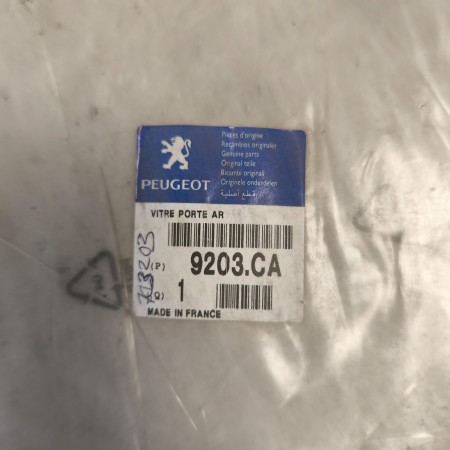 Pièces d'origine
Recambios originales
Genuine parts
Original teile
Ricambi originali
Originele onderdelen
قطع أصلية
PEUGEOT
VITRE PORTE AR
(P) 9203.CA
(Q) 1
MADE IN FRANCE